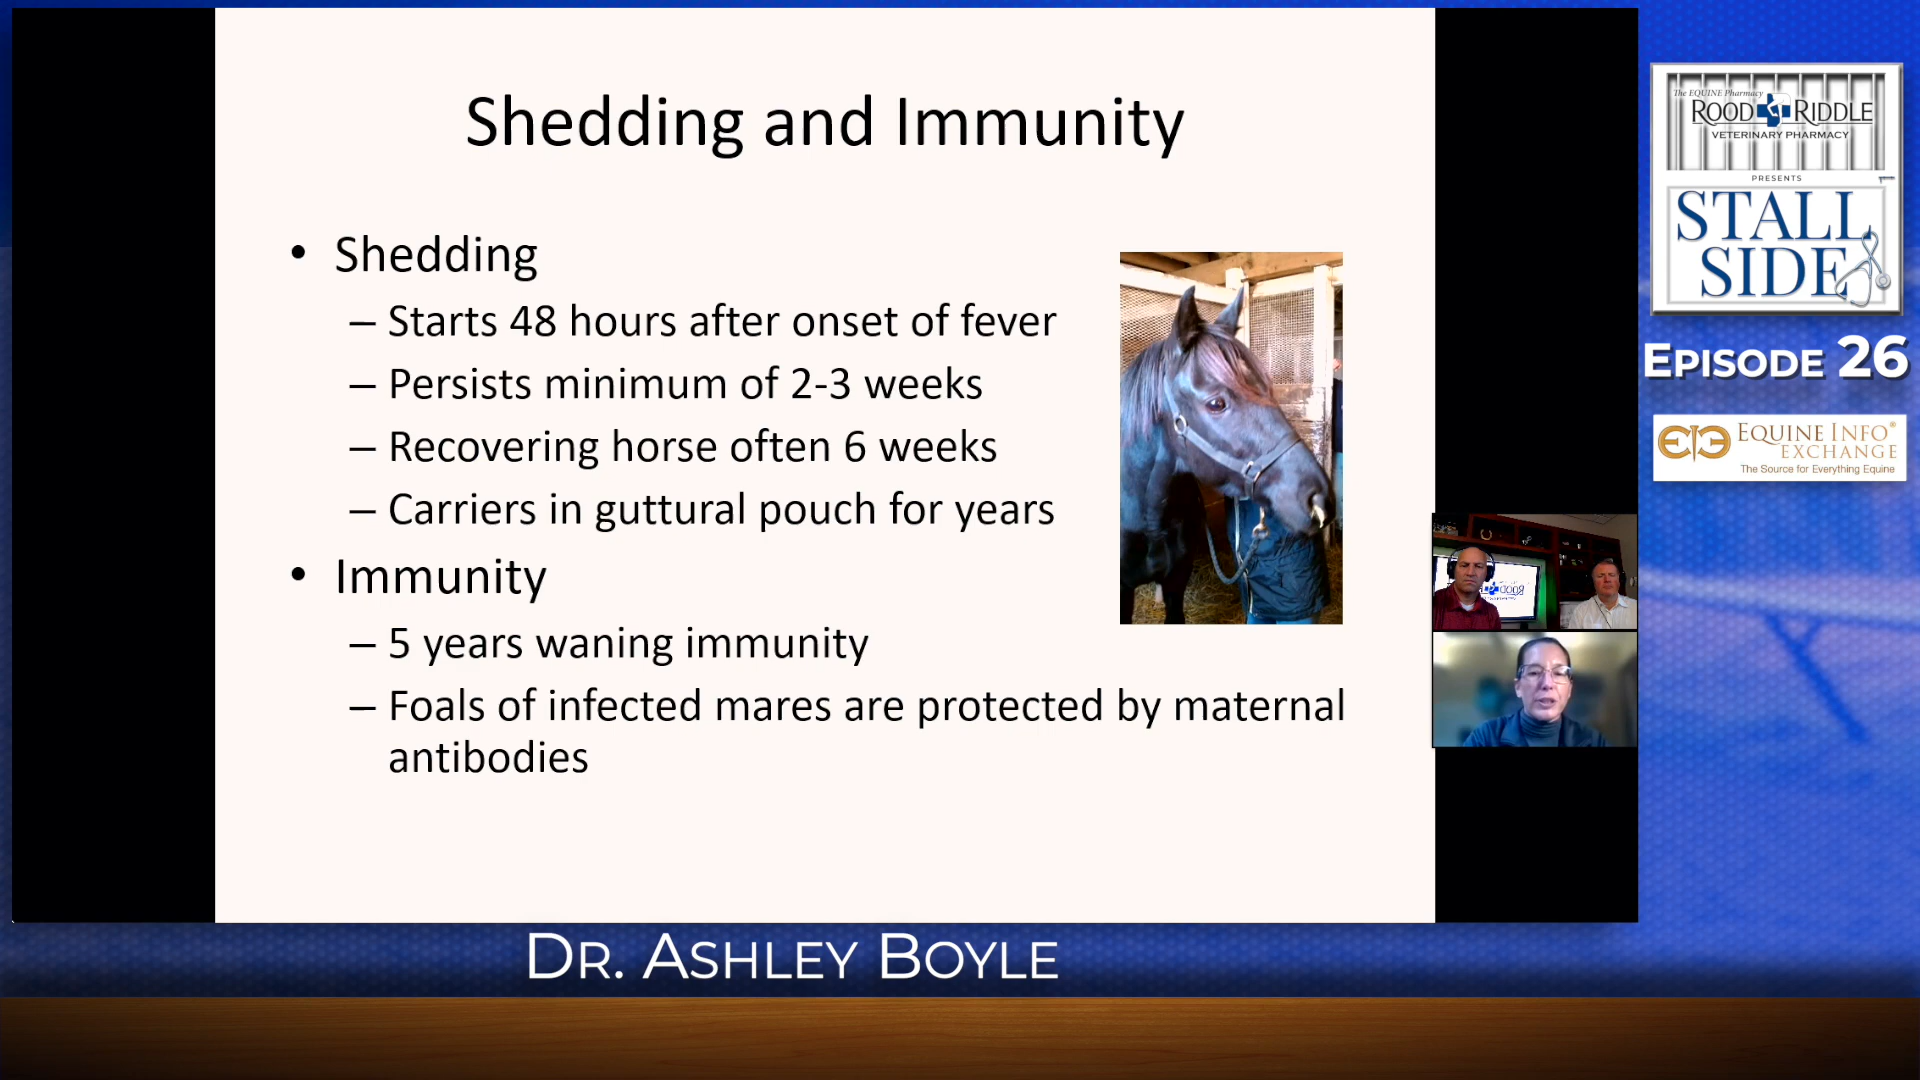 Shedding and Immunity
• Shedding
– Starts 48 hours after onset of fever
– Persists minimum of 2-3 weeks
– Recovering horse often 6 weeks
– Carriers in guttural pouch for years
• Immunity
– 5 years waning immunity
– Foals of infected mares are protected by maternal
antibodies
DR. ASHLEY BOYLE
The EQUINE Pharmacy
ROOD RIDDLE
VETERINARY PHARMACY
PRESENTS
STALL
SIDE
EPISODE 26
EQUINE INFO®
EXCHANGE
The Source for Everything Equine